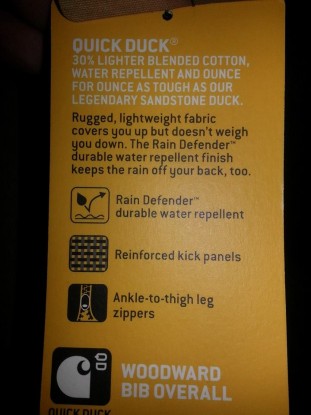 QUICK DUCK®
30% LIGHTER BLENDED COTTON,
WATER REPELLENT AND OUNCE
FOR OUNCE AS TOUGH AS OUR
LEGENDARY SANDSTONE DUCK.
Rugged, lightweight fabric
covers you up but doesn't weigh
you down. The Rain Defender™
durable water repellent finish
keeps the rain off your back, too.
Rain Defender™
durable water repellent
Reinforced kick panels
Ankle-to-thigh leg
zippers
QD
WOODWARD
BIB OVERALL
QUICK DUCK